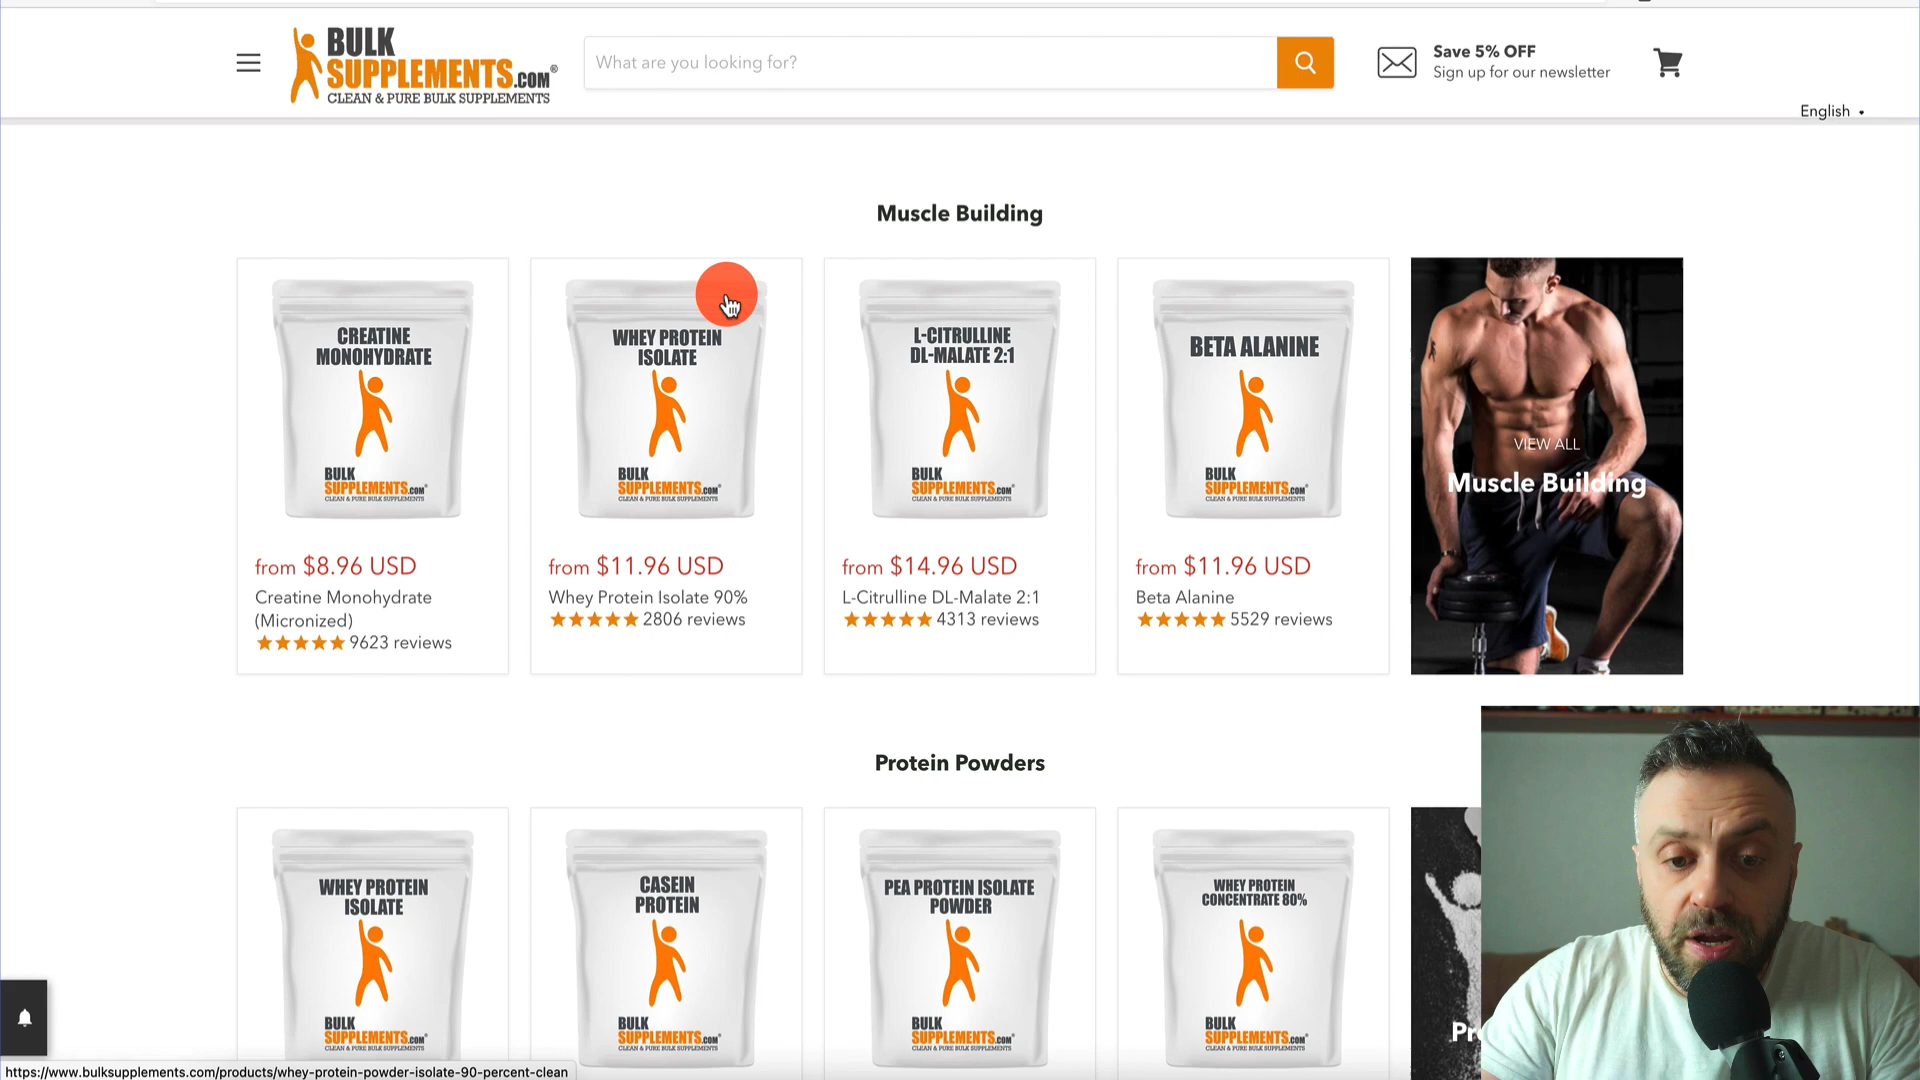 BULK
SUPPLEMENTS.COM®
CLEAN & PURE BULK SUPPLEMENTS
What are you looking for?
Save 5% OFF
Sign up for our newsletter
English
Muscle Building
CREATINE
MONOHYDRATE
BULK
SUPPLEMENTS.COM®
CLEAN & PURE BULK SUPPLEMENTS
from $8.96 USD
Creatine Monohydrate
(Micronized)
9623 reviews
WHEY PROTEIN
ISOLATE
BULK
SUPPLEMENTS.COM®
CLEAN & PURE BULK SUPPLEMENTS
from $11.96 USD
Whey Protein Isolate 90%
2806 reviews
L-CITRULLINE
DL-MALATE 2:1
BULK
SUPPLEMENTS.COM®
CLEAN & PURE BULK SUPPLEMENTS
from $14.96 USD
L-Citrulline DL-Malate 2:1
4313 reviews
BETA ALANINE
BULK
SUPPLEMENTS.COM®
CLEAN & PURE BULK SUPPLEMENTS
from $11.96 USD
Beta Alanine
5529 reviews
VIEW ALL
Muscle Building
Protein Powders
WHEY PROTEIN
ISOLATE
BULK
SUPPLEMENTS.COM®
CLEAN & PURE BULK SUPPLEMENTS
CASEIN
PROTEIN
BULK
SUPPLEMENTS.COM®
CLEAN & PURE BULK SUPPLEMENTS
PEA PROTEIN ISOLATE
POWDER
BULK
SUPPLEMENTS.COM®
CLEAN & PURE BULK SUPPLEMENTS
WHEY PROTEIN
CONCENTRATE 80%
BULK
SUPPLEMENTS.COM®
CLEAN & PURE BULK SUPPLEMENTS
https://www.bulksupplements.com/products/whey-protein-powder-isolate-90-percent-clean